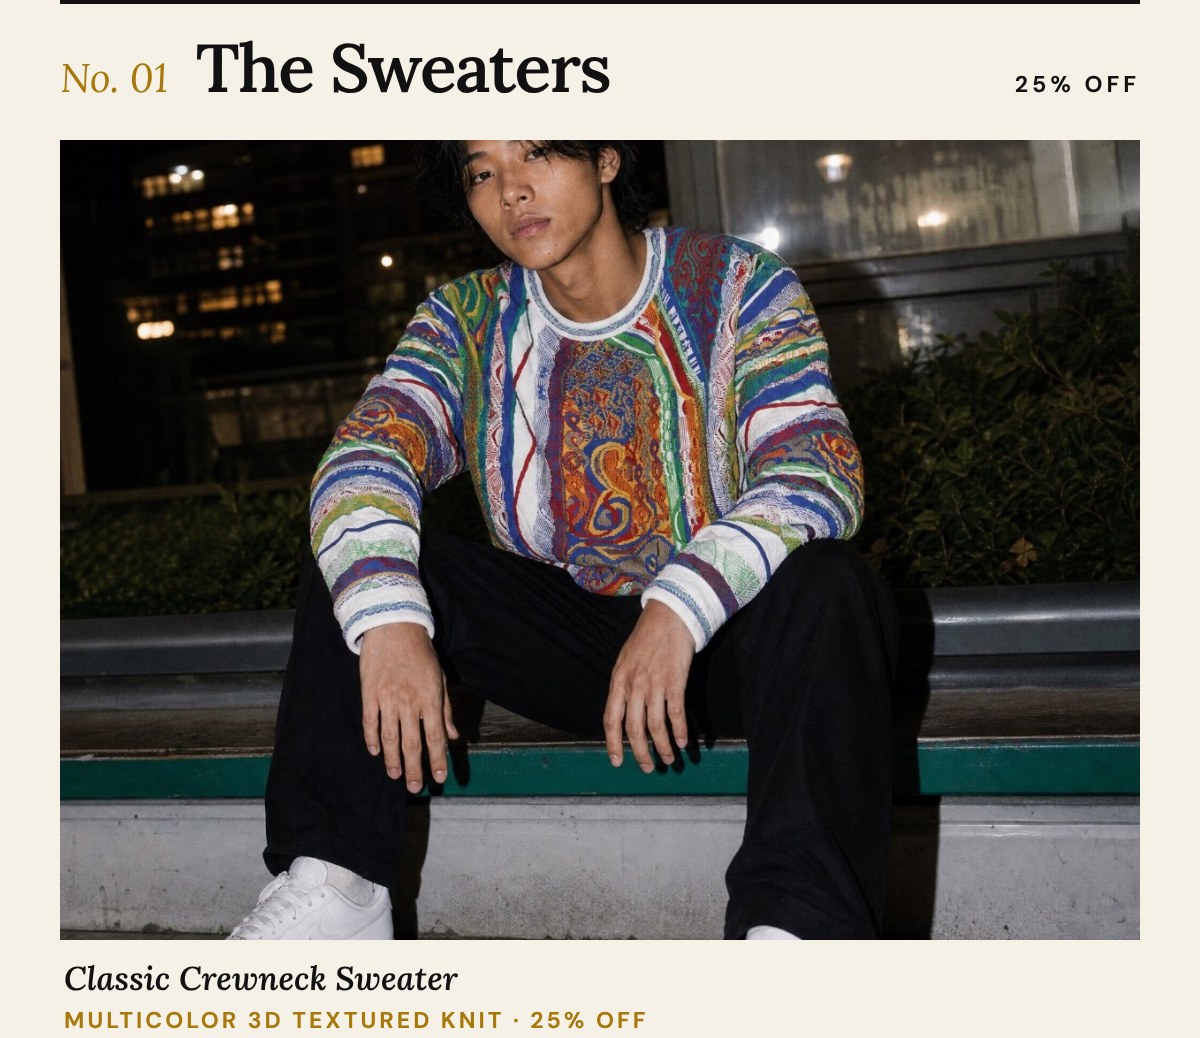 No. 01 The Sweaters
25% OFF
Classic Crewneck Sweater
MULTICOLOR 3D TEXTURED KNIT · 25% OFF